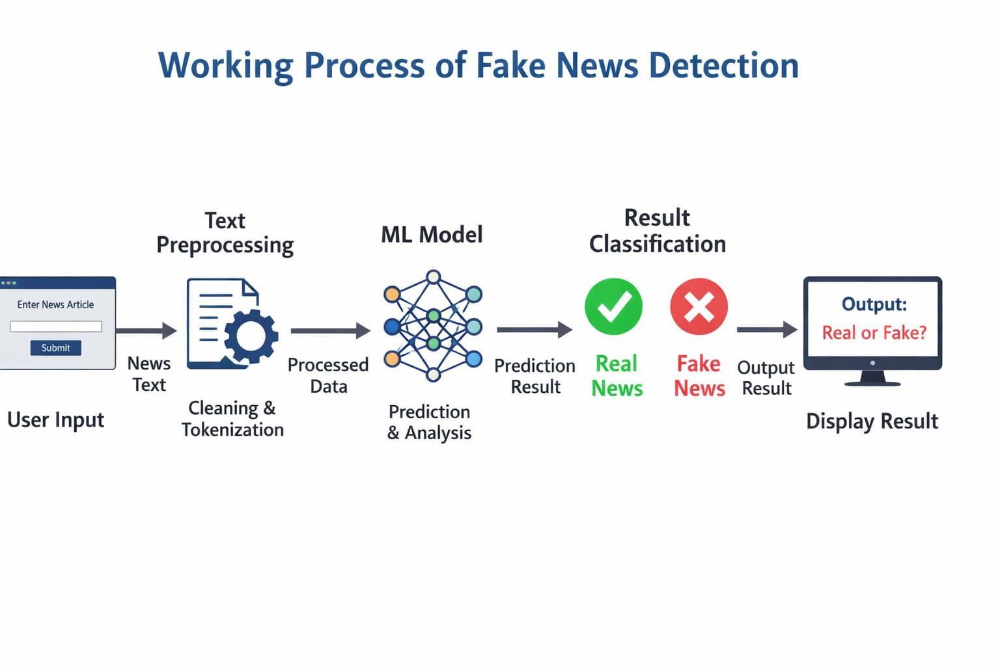 Working Process of Fake News Detection
Enter News Article
Submit
User Input
News
Text
Text
Preprocessing
Cleaning &
Tokenization
Processed
Data
ML Model
Prediction
& Analysis
Prediction
Result
Result
Classification
Real
News
Fake
News
Output
Result
Output:
Real or Fake?
Display Result